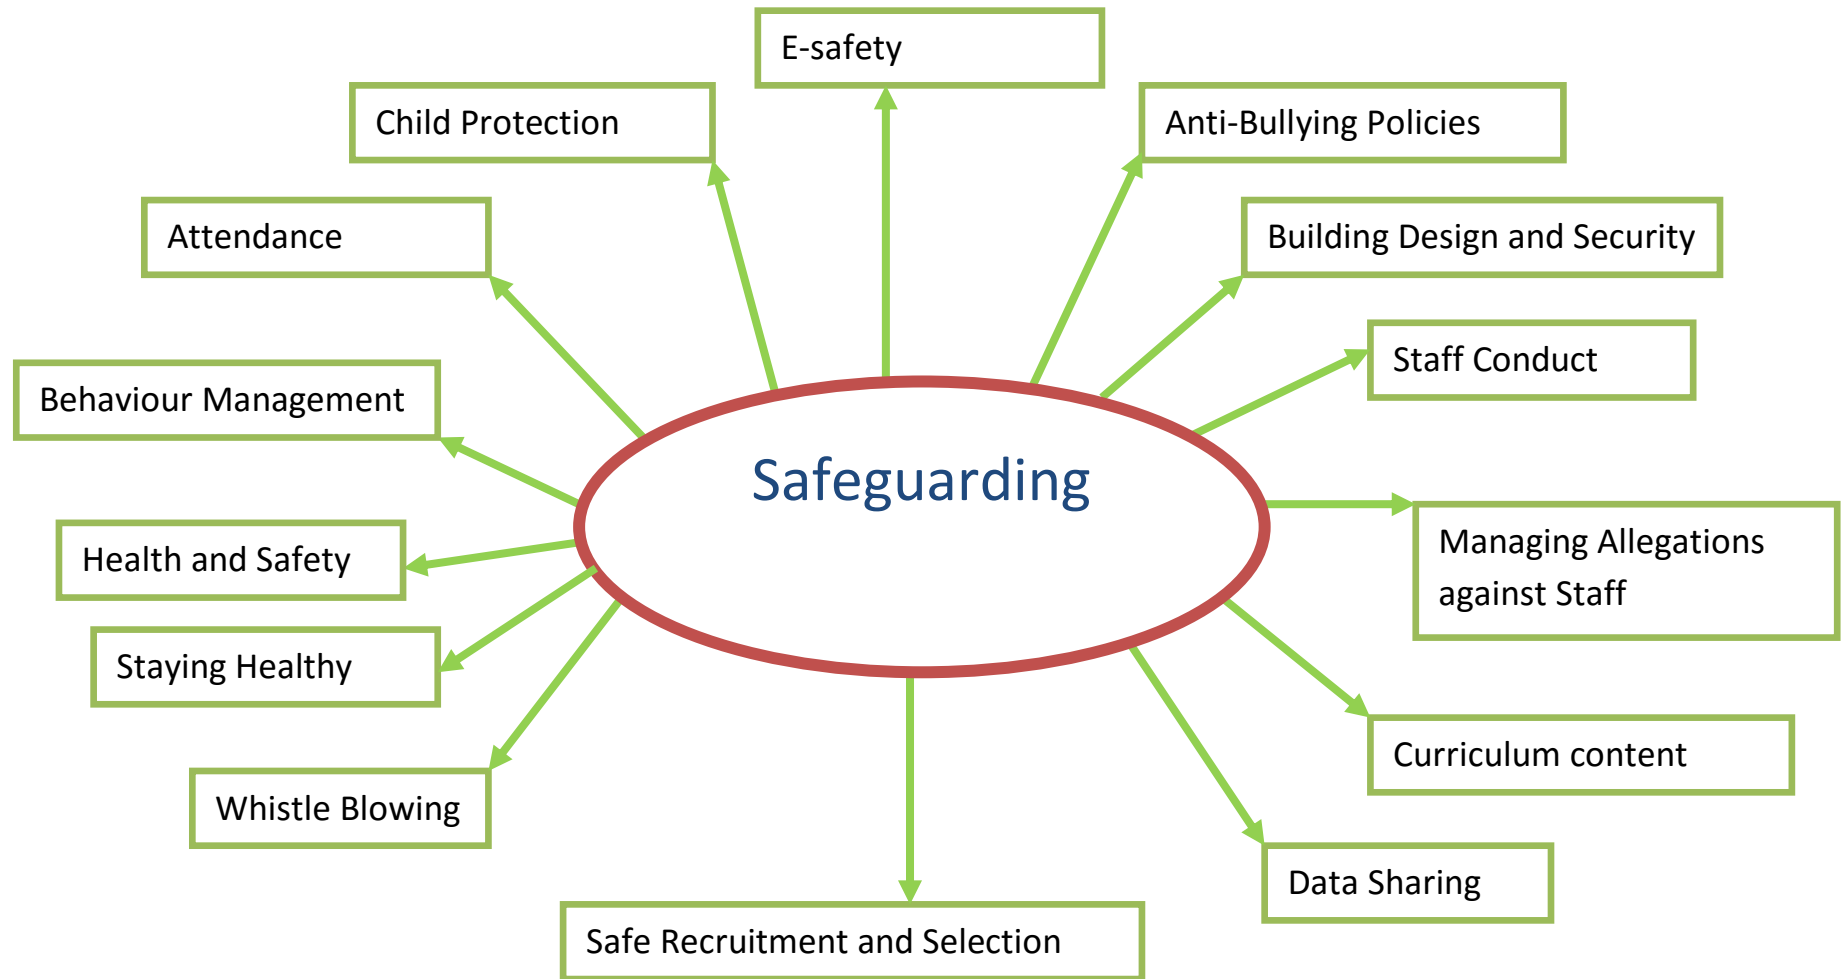 E-safety
Child Protection
Anti-Bullying Policies
Attendance
Building Design and Security
Staff Conduct
Behaviour Management
Safeguarding
Health and Safety
Managing Allegations
against Staff
Staying Healthy
Curriculum content
Whistle Blowing
Data Sharing
Safe Recruitment and Selection